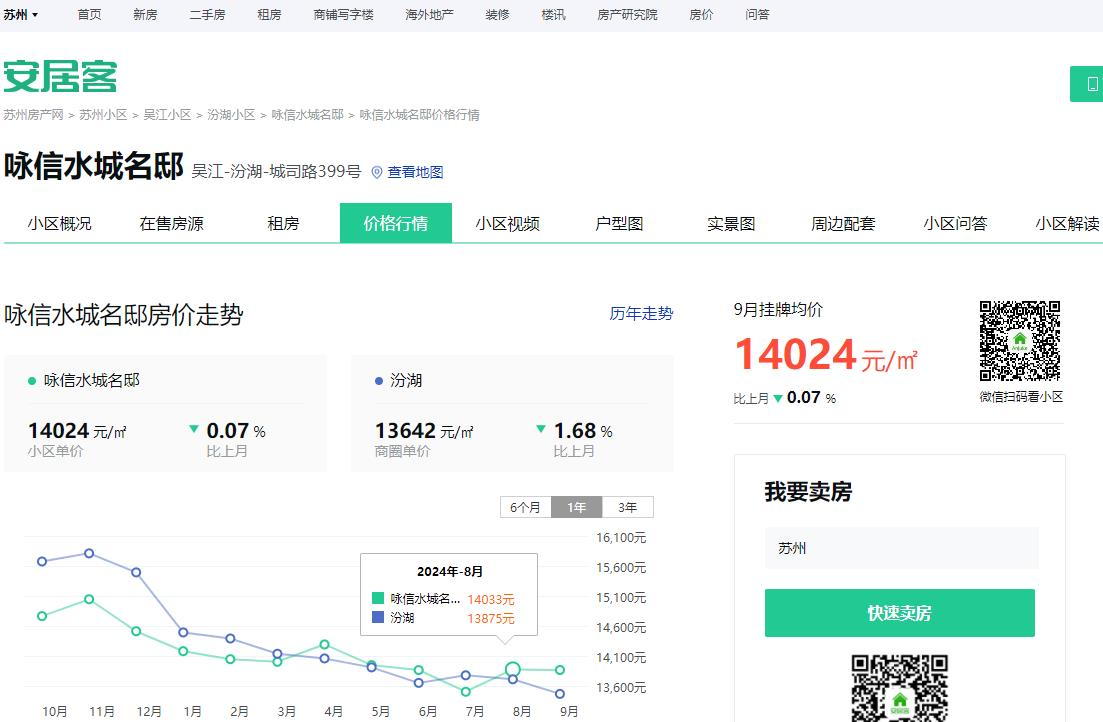 苏州 首页 新房 二手房 租房 商铺写字楼 海外地产 装修 楼讯 房产研究院 房价 问答
安居客
苏州房产网 > 苏州小区 > 吴江小区 > 汾湖小区 > 咏信水城名邸 > 咏信水城名邸价格行情
咏信水城名邸 吴江-汾湖-城司路399号 查看地图
小区概况 在售房源 租房 价格行情 小区视频 户型图 实景图 周边配套 小区问答 小区解读
咏信水城名邸房价走势 历年走势
咏信水城名邸
14024 元/㎡ 0.07 %
小区单价 比上月
汾湖
13642 元/㎡ 1.68 %
商圈单价 比上月
6个月 1年 3年
16,100元
15,600元
15,100元
14,600元
14,100元
13,600元
2024年-8月
咏信水城名... 14033元
汾湖 13875元
10月 11月 12月 1月 2月 3月 4月 5月 6月 7月 8月 9月
9月挂牌均价
14024 元/㎡
比上月 0.07 %
微信扫码看小区
我要卖房
苏州
快速卖房